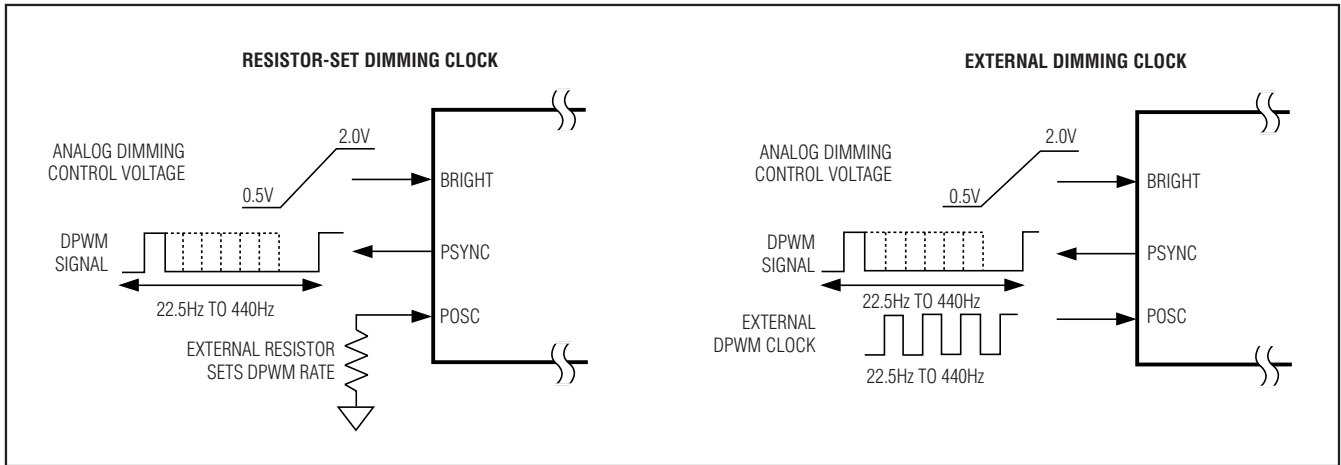 RESISTOR-SET DIMMING CLOCK
ANALOG DIMMING
CONTROL VOLTAGE
2.0V
0.5V
BRIGHT
DPWM
SIGNAL
PSYNC
22.5Hz TO 440Hz
POSC
EXTERNAL RESISTOR
SETS DPWM RATE
EXTERNAL DIMMING CLOCK
ANALOG DIMMING
CONTROL VOLTAGE
2.0V
0.5V
BRIGHT
DPWM
SIGNAL
PSYNC
22.5Hz TO 440Hz
EXTERNAL
DPWM CLOCK
POSC
22.5Hz TO 440Hz